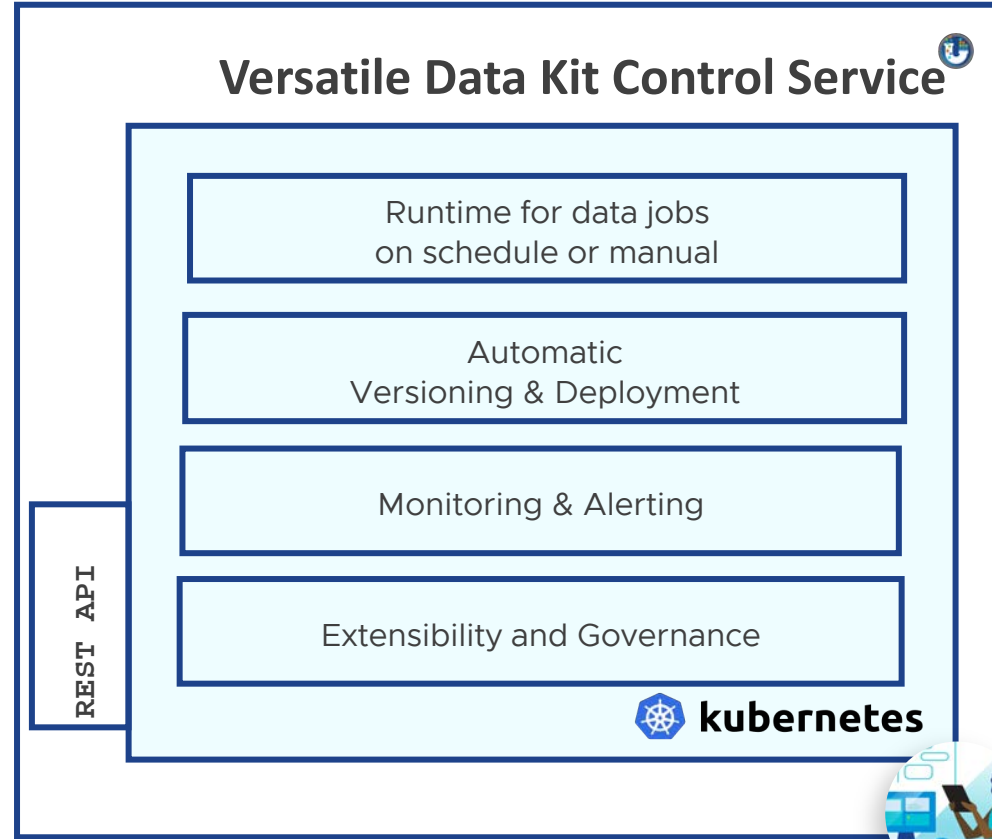 Versatile Data Kit Control Service
Runtime for data jobs
on schedule or manual
Automatic
Versioning & Deployment
Monitoring & Alerting
REST API
Extensibility and Governance
kubernetes